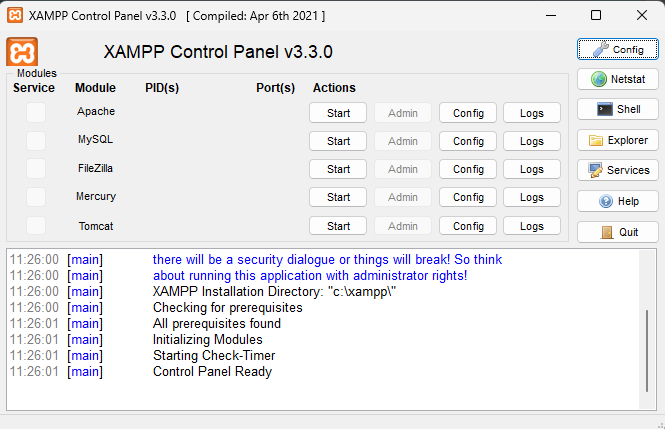 XAMPP Control Panel v3.3.0 [ Compiled: Apr 6th 2021 ]
XAMPP Control Panel v3.3.0
Config
Modules
Service Module PID(s) Port(s) Actions
Netstat
Apache Start Admin Config Logs
Shell
MySQL Start Admin Config Logs
Explorer
FileZilla Start Admin Config Logs
Services
Mercury Start Admin Config Logs
Help
Tomcat Start Admin Config Logs
Quit
11:26:00 [main] there will be a security dialogue or things will break! So think
11:26:00 [main] about running this application with administrator rights!
11:26:00 [main] XAMPP Installation Directory: "c:\xampp\"
11:26:00 [main] Checking for prerequisites
11:26:01 [main] All prerequisites found
11:26:01 [main] Initializing Modules
11:26:01 [main] Starting Check-Timer
11:26:01 [main] Control Panel Ready